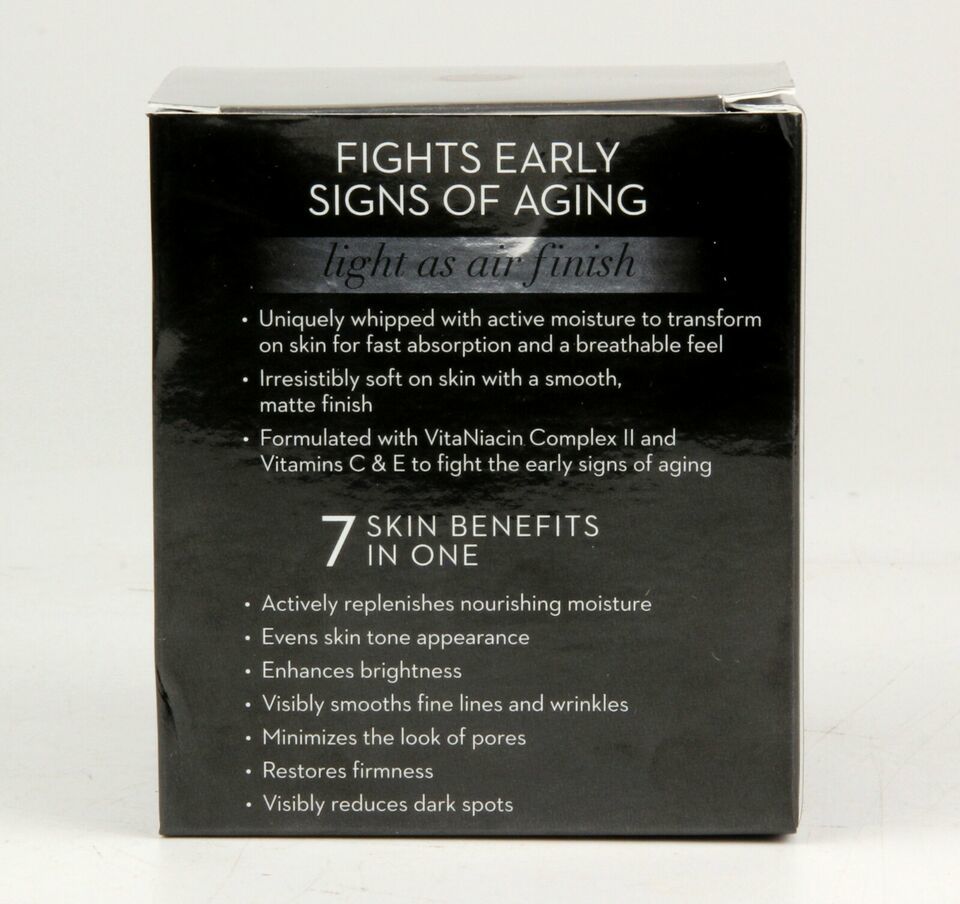 FIGHTS EARLY
SIGNS OF AGING
light as air finish
• Uniquely whipped with active moisture to transform
on skin for fast absorption and a breathable feel
• Irresistibly soft on skin with a smooth,
matte finish
• Formulated with VitaNiacin Complex II and
Vitamins C & E to fight the early signs of aging
7 SKIN BENEFITS
IN ONE
• Actively replenishes nourishing moisture
• Evens skin tone appearance
• Enhances brightness
• Visibly smooths fine lines and wrinkles
• Minimizes the look of pores
• Restores firmness
• Visibly reduces dark spots